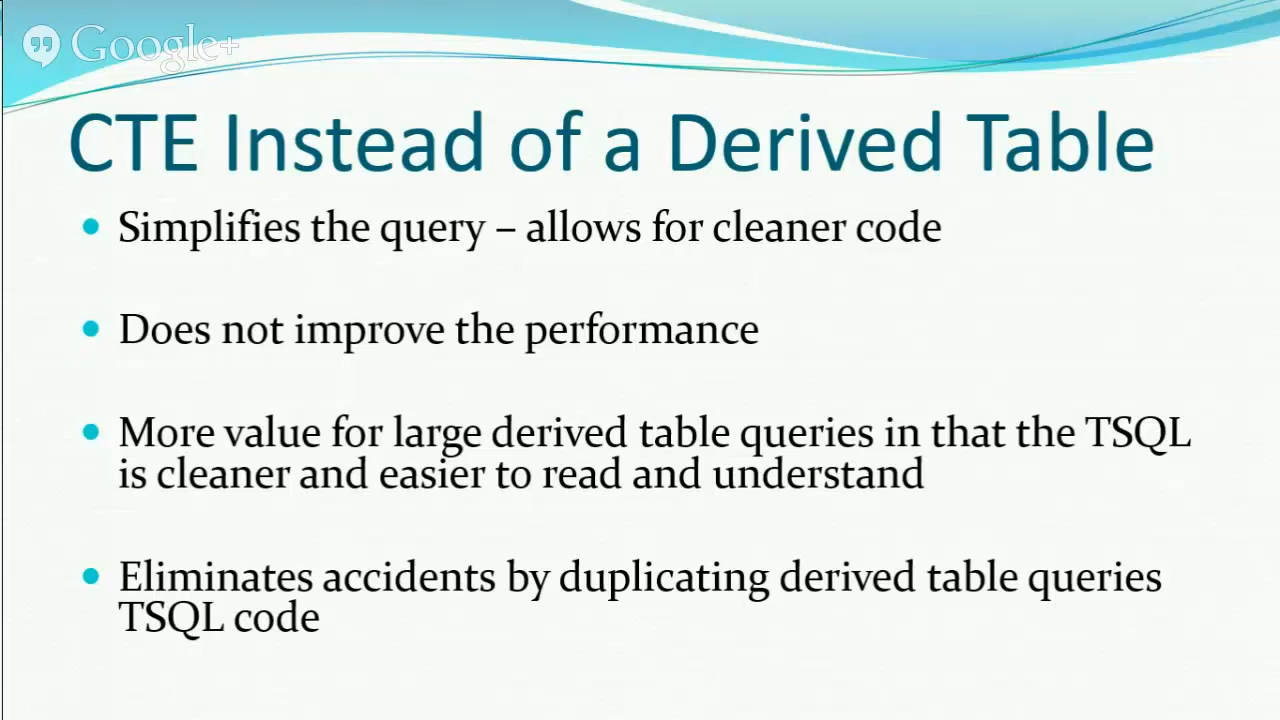 Google+
CTE Instead of a Derived Table
• Simplifies the query – allows for cleaner code
• Does not improve the performance
• More value for large derived table queries in that the TSQL
is cleaner and easier to read and understand
• Eliminates accidents by duplicating derived table queries
TSQL code